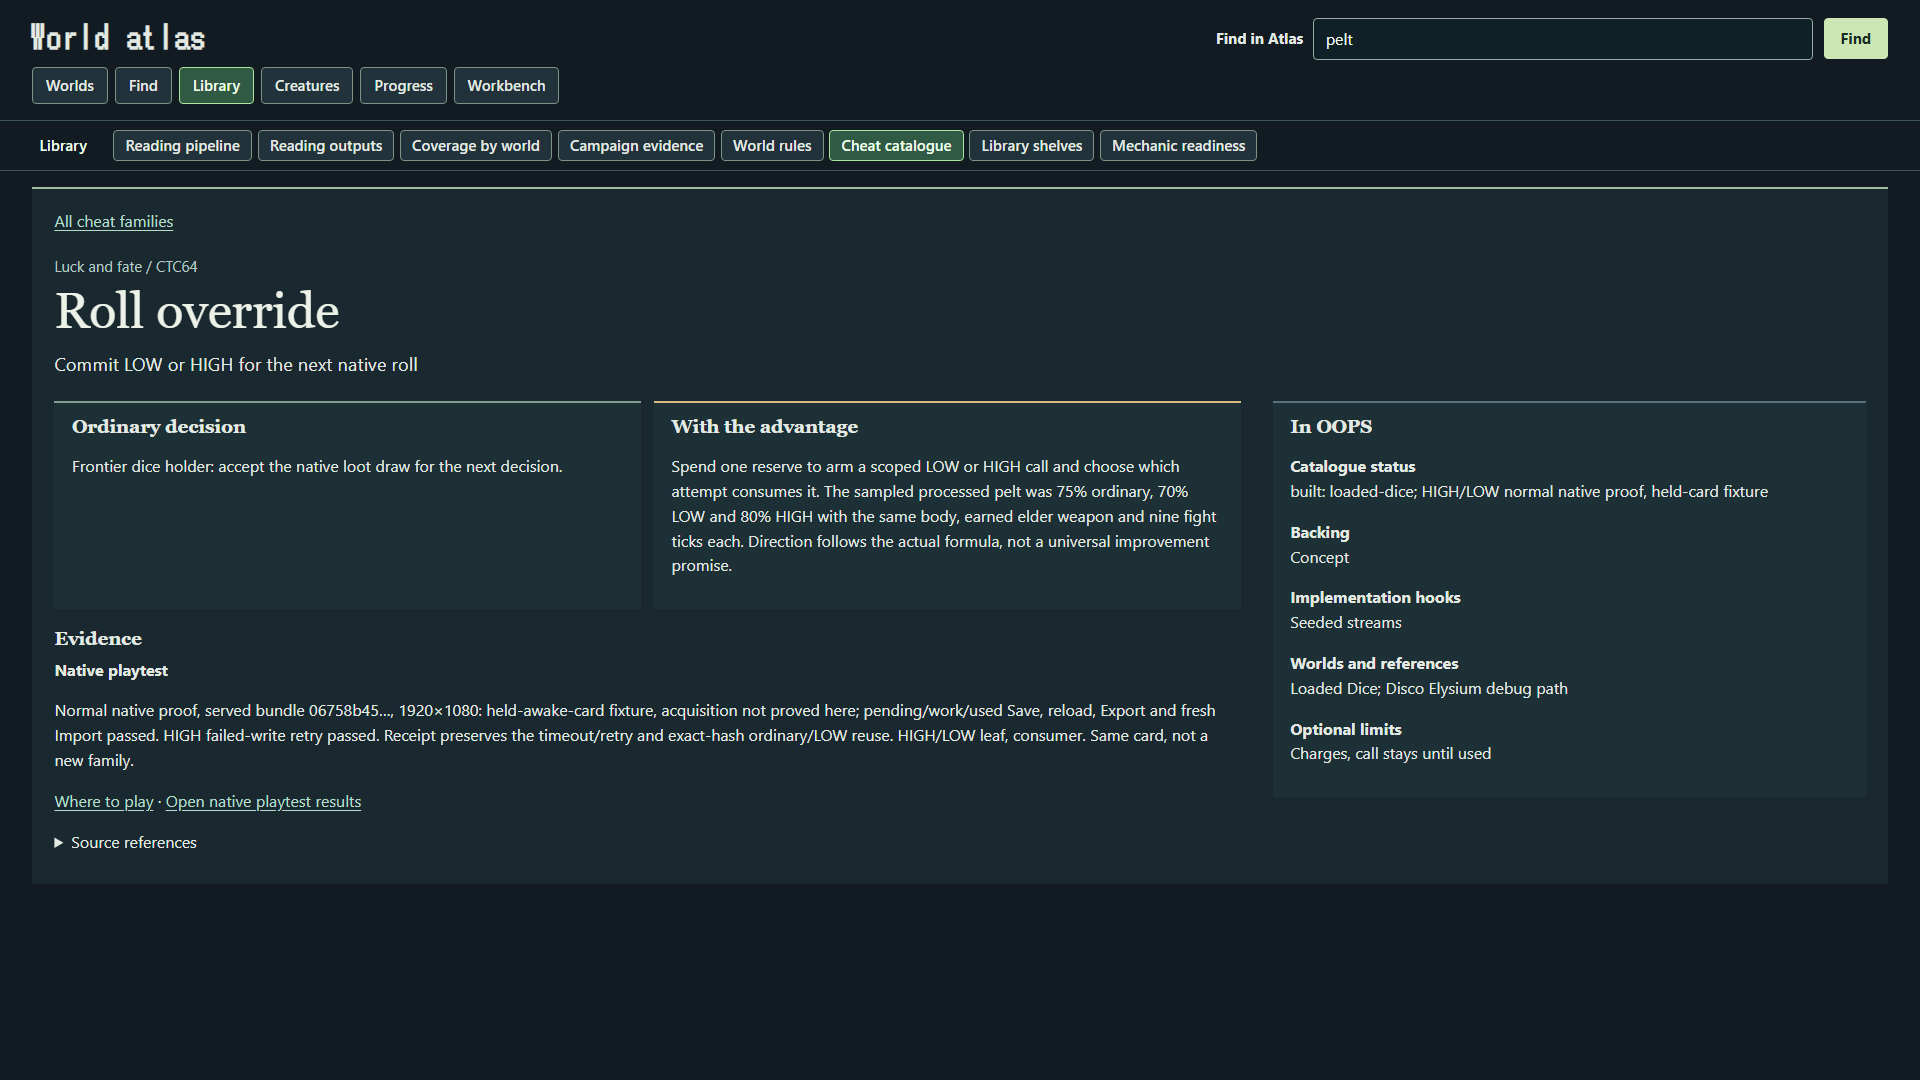 World atlas
Find in Atlas
pelt
Find
Worlds
Find
Library
Creatures
Progress
Workbench
Library
Reading pipeline
Reading outputs
Coverage by world
Campaign evidence
World rules
Cheat catalogue
Library shelves
Mechanic readiness
All cheat families
Luck and fate / CTC64
Roll override
Commit LOW or HIGH for the next native roll
Ordinary decision
Frontier dice holder: accept the native loot draw for the next decision.
With the advantage
Spend one reserve to arm a scoped LOW or HIGH call and choose which
attempt consumes it. The sampled processed pelt was 75% ordinary, 70%
LOW and 80% HIGH with the same body, earned elder weapon and nine fight
ticks each. Direction follows the actual formula, not a universal improvement
promise.
Evidence
Native playtest
Normal native proof, served bundle 06758b45…, 1920×1080: held-awake-card fixture, acquisition not proved here; pending/work/used Save, reload, Export and fresh
Import passed. HIGH failed-write retry passed. Receipt preserves the timeout/retry and exact-hash ordinary/LOW reuse. HIGH/LOW leaf, consumer. Same card, not a
new family.
Where to play · Open native playtest results
▶ Source references
In OOPS
Catalogue status
built: loaded-dice; HIGH/LOW normal native proof, held-card fixture
Backing
Concept
Implementation hooks
Seeded streams
Worlds and references
Loaded Dice; Disco Elysium debug path
Optional limits
Charges, call stays until used